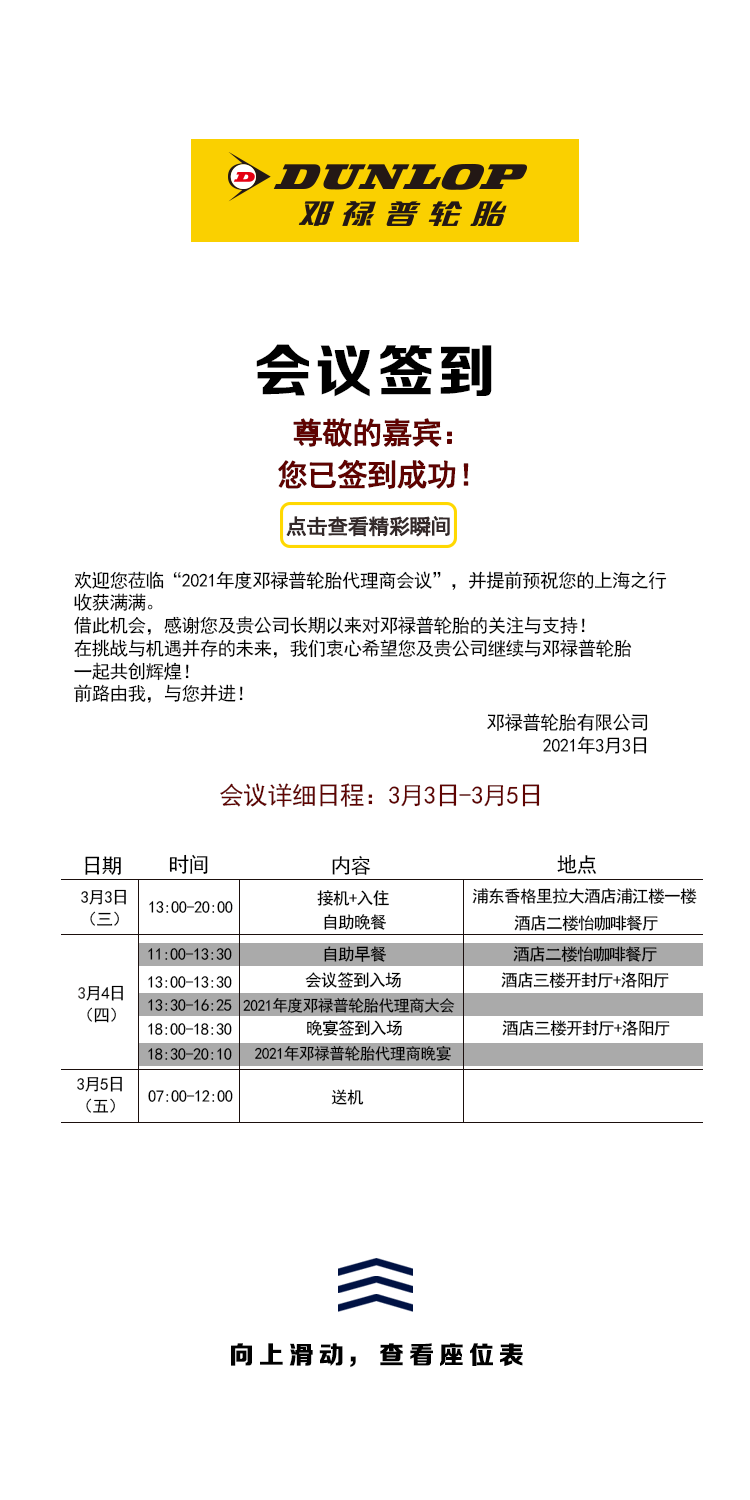 D DUNLOP
邓禄普轮胎
会议签到
尊敬的嘉宾：
您已签到成功！
点击查看精彩瞬间
欢迎您莅临“2021年度邓禄普轮胎代理商会议”，并提前预祝您的上海之行
收获满满。
借此机会，感谢您及贵公司长期以来对邓禄普轮胎的关注与支持！
在挑战与机遇并存的未来，我们衷心希望您及贵公司继续与邓禄普轮胎
一起共创辉煌！
前路由我，与您并进！
邓禄普轮胎有限公司
2021年3月3日
会议详细日程：3月3日-3月5日
日期 时间 内容 地点
3月3日
（三）
13:00-20:00
接机+入住 浦东香格里拉大酒店浦江楼一楼
自助晚餐 酒店二楼怡咖啡餐厅
3月4日
（四）
11:00-13:30 自助早餐 酒店二楼怡咖啡餐厅
13:00-13:30 会议签到入场 酒店三楼开封厅+洛阳厅
13:30-16:25 2021年度邓禄普轮胎代理商大会
18:00-18:30 晚宴签到入场 酒店三楼开封厅+洛阳厅
18:30-20:10 2021年邓禄普轮胎代理商晚宴
3月5日
（五）
07:00-12:00 送机
向上滑动，查看座位表